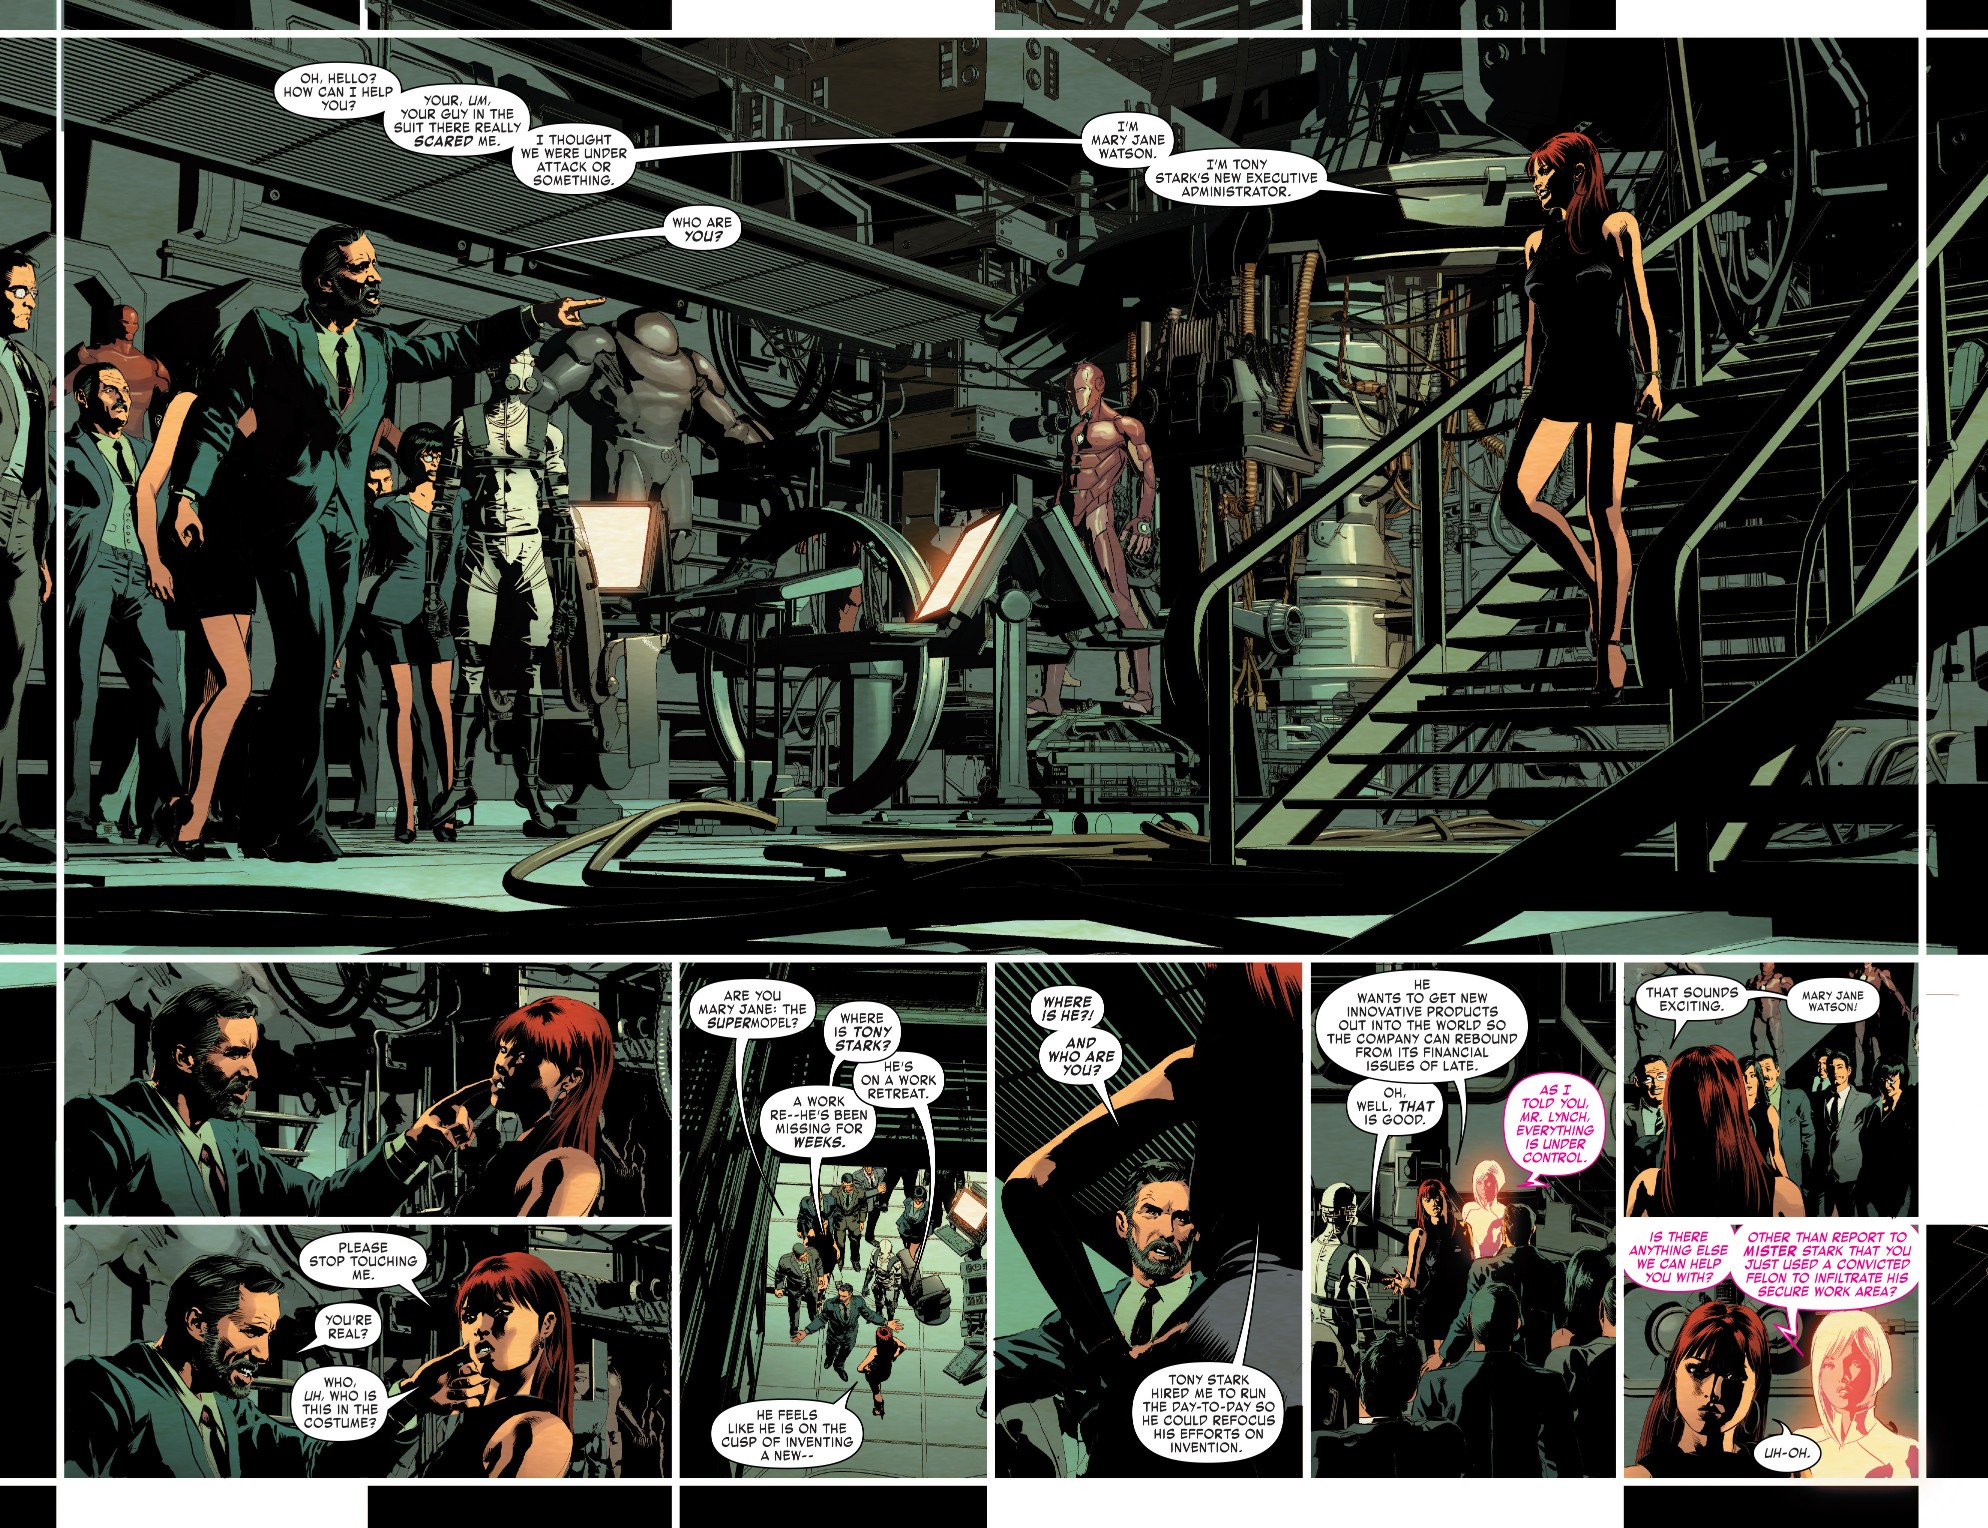 OH, HELLO?
HOW CAN I HELP
YOU?
YOUR, UM,
YOUR GUY IN THE
SUIT THERE REALLY
SCARED ME.
I THOUGHT
WE WERE UNDER
ATTACK OR
SOMETHING.
I'M
MARY JANE
WATSON.
I'M TONY
STARK'S NEW EXECUTIVE
ADMINISTRATOR.
WHO ARE
YOU?
PLEASE
STOP TOUCHING
ME.
YOU'RE
REAL?
WHO,
UH, WHO IS
THIS IN THE
COSTUME?
ARE YOU
MARY JANE: THE
SUPERMODEL?
WHERE
IS TONY
STARK?
HE'S
ON A WORK
RETREAT.
A WORK
RE--HE'S BEEN
MISSING FOR
WEEKS.
HE FEELS
LIKE HE IS ON THE
CUSP OF INVENTING
A NEW--
WHERE
IS HE?!
AND
WHO ARE
YOU?
TONY STARK
HIRED ME TO RUN
THE DAY-TO-DAY SO
HE COULD REFOCUS
HIS EFFORTS ON
INVENTION.
HE
WANTS TO GET NEW
INNOVATIVE PRODUCTS
OUT INTO THE WORLD SO
THE COMPANY CAN REBOUND
FROM ITS FINANCIAL
ISSUES OF LATE.
OH,
WELL, THAT
IS GOOD.
AS I
TOLD YOU,
MR. LYNCH,
EVERYTHING
IS UNDER
CONTROL.
THAT SOUNDS
EXCITING.
MARY JANE
WATSON!
IS THERE
ANYTHING ELSE
WE CAN HELP
YOU WITH?
OTHER THAN REPORT TO
MISTER STARK THAT YOU
JUST USED A CONVICTED
FELON TO INFILTRATE HIS
SECURE WORK AREA?
UH-OH.